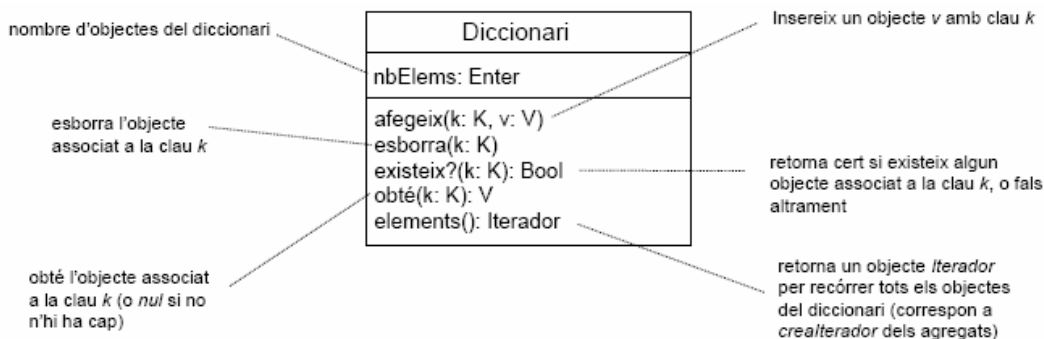 nombre d'objectes del diccionari
esborra l'objecte
associat a la clau k
obté l'objecte associat
a la clau k (o nul si no
n'hi ha cap)
Diccionari
nbElems: Enter
afegeix(k: K, v: V)
esborra(k: K)
existeix?(k: K): Bool
obté(k: K): V
elements(): Iterador
Insereix un objecte v amb clau k
retorna cert si existeix algun
objecte associat a la clau k, o fals
altrament
retorna un objecte Iterador
per recórrer tots els objectes
del diccionari (correspon a
creaIterador dels agregats)